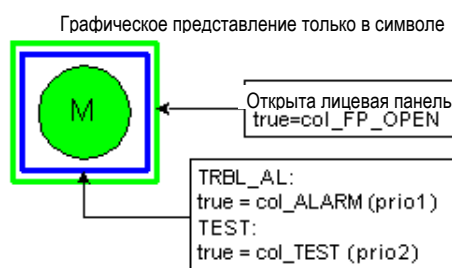 Графическое представление только в символе
M
Открыта лицевая панель
true=col_FP_OPEN
TRBL_AL:
true = col_ALARM (prio1)
TEST:
true = col_TEST (prio2)